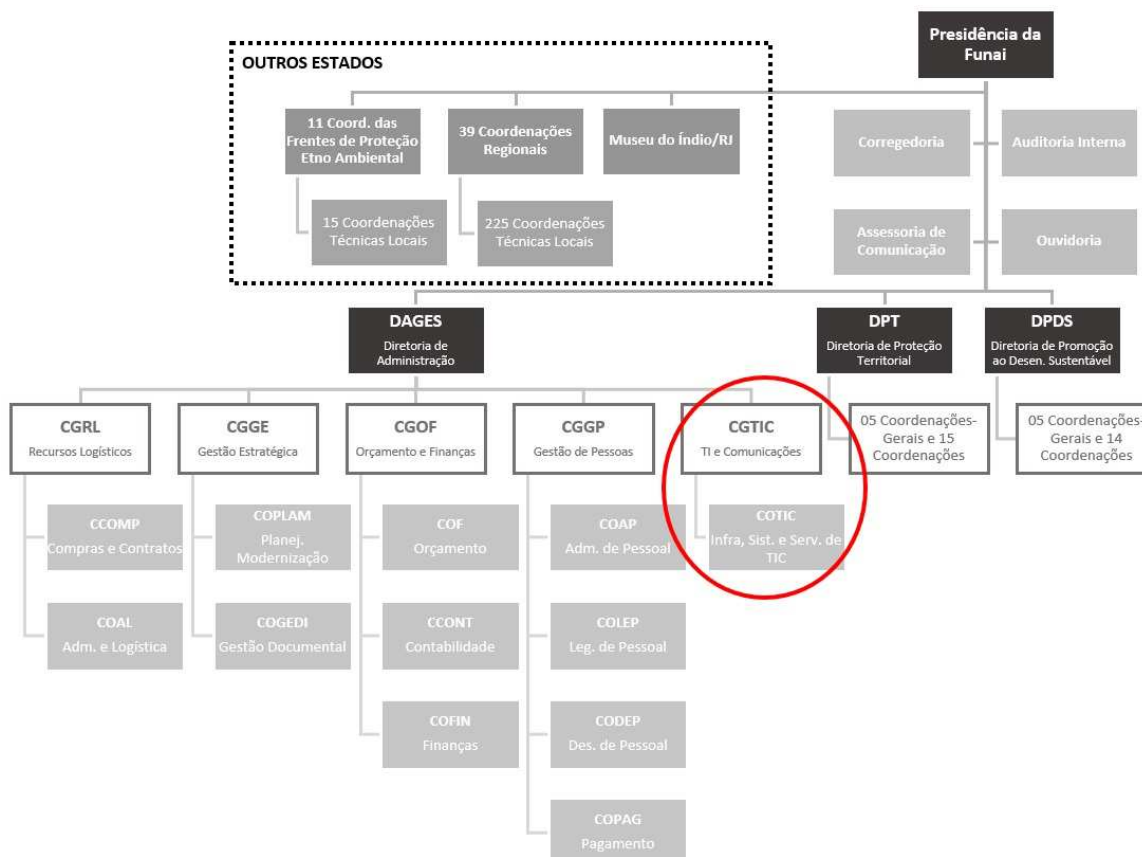 Presidência da
Funai
OUTROS ESTADOS
11 Coord. das
Frentes de Proteção
Etno Ambiental
39 Coordenações
Regionais
Museu do Índio/RJ
Corregedoria
Auditoria Interna
15 Coordenações
Técnicas Locais
225 Coordenações
Técnicas Locais
Assessoria de
Comunicação
Ouvidoria
DAGES
Diretoria de
Administração
DPT
Diretoria de Proteção
Territorial
DPDS
Diretoria de Promoção
ao Desen. Sustentável
CGRL
Recursos Logísticos
CGGE
Gestão Estratégica
CGOF
Orçamento e Finanças
CGGP
Gestão de Pessoas
CGTIC
TI e Comunicações
05 Coordenações-
Gerais e 15
Coordenações
05 Coordenações-
Gerais e 14
Coordenações
CCOMP
Compras e Contratos
COPLAM
Planej.
Modernização
COF
Orçamento
COAP
Adm. de Pessoal
COTIC
Infra, Sist. e Serv. de
TIC
COAL
Adm. e Logística
COGEDI
Gestão Documental
CCONT
Contabilidade
COLEP
Leg. de Pessoal
COFIN
Finanças
CODEP
Des. de Pessoal
COPAG
Pagamento